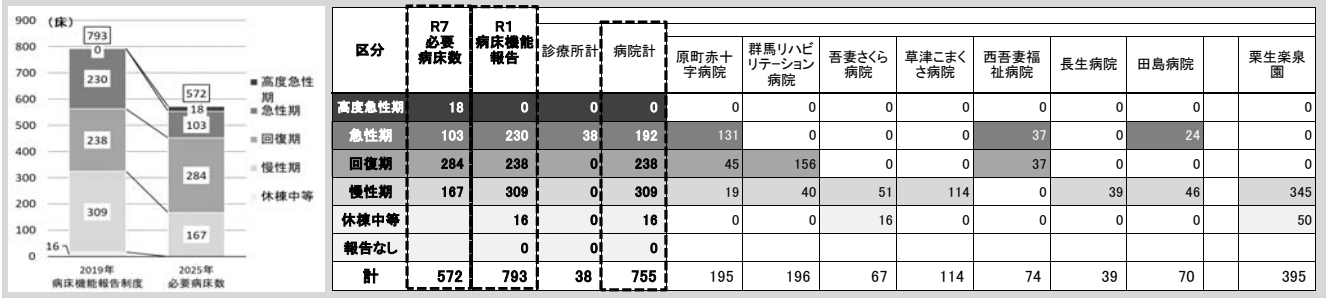 900 (床)
793
800
0
700
230
600
572
18
500
103
400
238
284
300
200
309
167
100
16
0
2019年
病床機能報告制度
2025年
必要病床数
■高度急性期
■急性期
■回復期
■慢性期
■休棟中等
区分 R7必要病床数 R1病床機能報告 診療所計 病院計 原町赤十字病院 群馬リハビリテーション病院 吾妻さくら病院 草津こまくさ病院 西吾妻福祉病院 長生病院 田島病院 栗生楽泉園
高度急性期 18 0 0 0 0 0 0 0 0 0 0 0
急性期 103 230 38 192 131 0 0 0 37 0 24 0
回復期 284 238 0 238 45 156 0 0 37 0 0 0
慢性期 167 309 0 309 19 40 51 114 0 39 46 345
休棟中等 16 0 16 0 0 16 0 0 0 0 50
報告なし 0 0 0
計 572 793 38 755 195 196 67 114 74 39 70 395